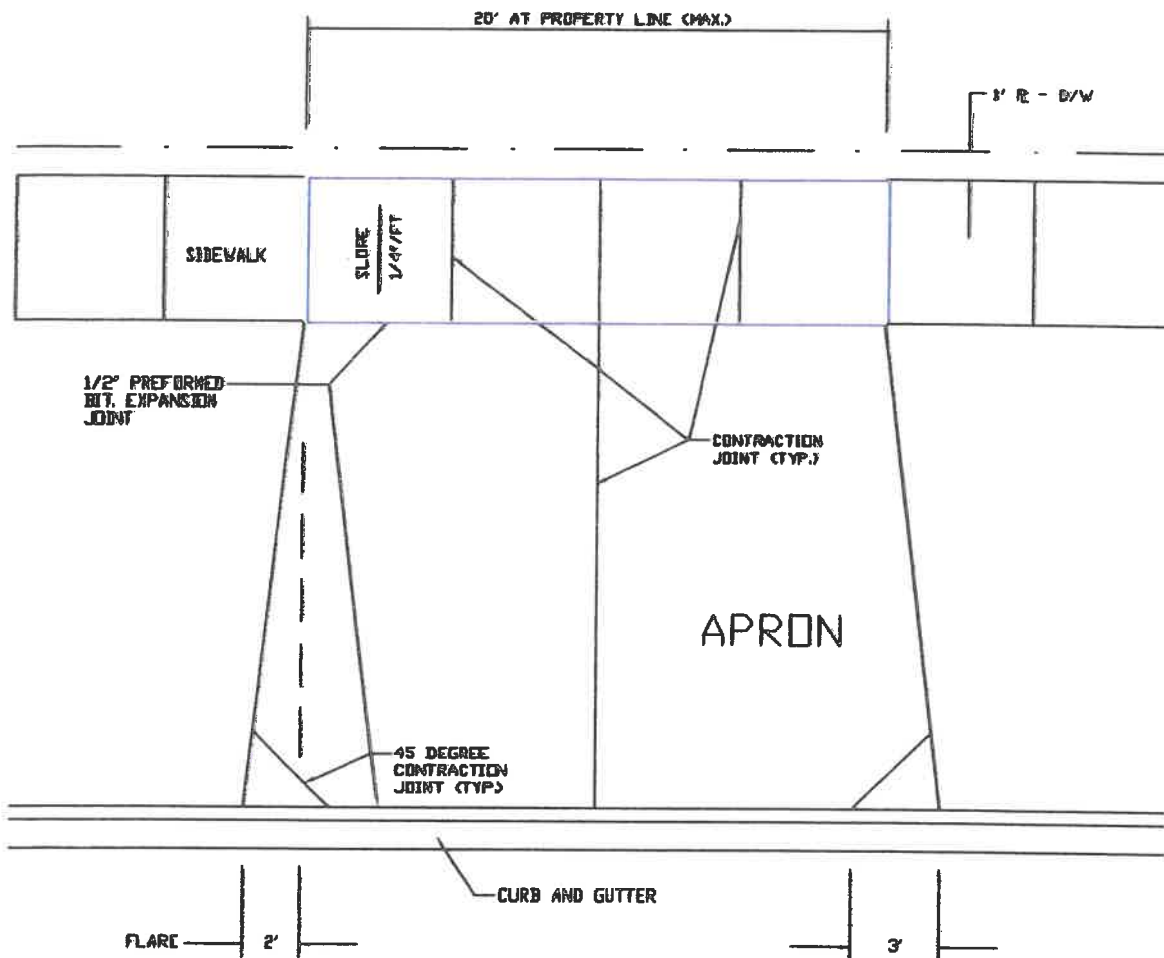 20' AT PROPERTY LINE (MAX.)
1' ℞ - D/W
SIDEWALK
SLOPE
1/4"/FT
1/2" PREFORMED
BIT. EXPANSION
JOINT
CONTRACTION
JOINT (TYP.)
APRON
45 DEGREE
CONTRACTION
JOINT (TYP)
CURB AND GUTTER
FLARE
2'
3'